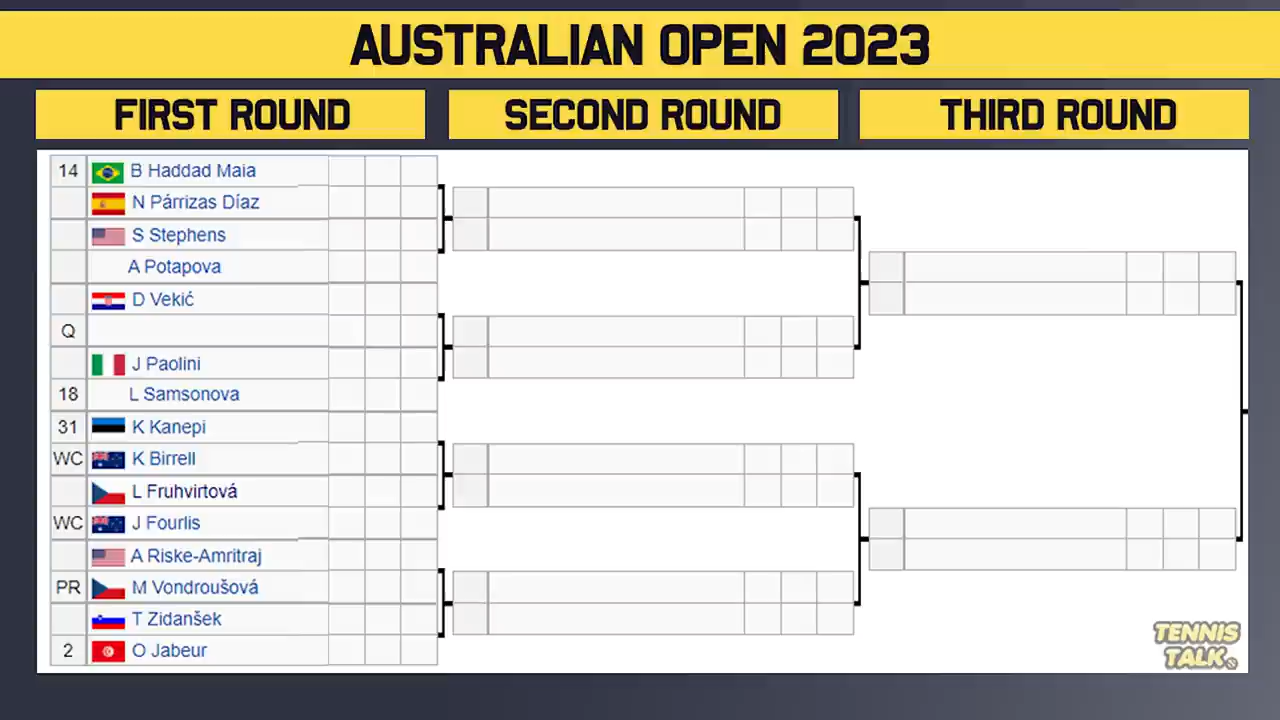 AUSTRALIAN OPEN 2023
FIRST ROUND
SECOND ROUND
THIRD ROUND
14 B Haddad Maia
N Párrizas Díaz
S Stephens
A Potapova
D Vekić
Q
J Paolini
18 L Samsonova
31 K Kanepi
WC K Birrell
L Fruhvirtová
WC J Fourlis
A Riske-Amritraj
PR M Vondroušová
T Zidanšek
2 O Jabeur
TENNIS
TALK